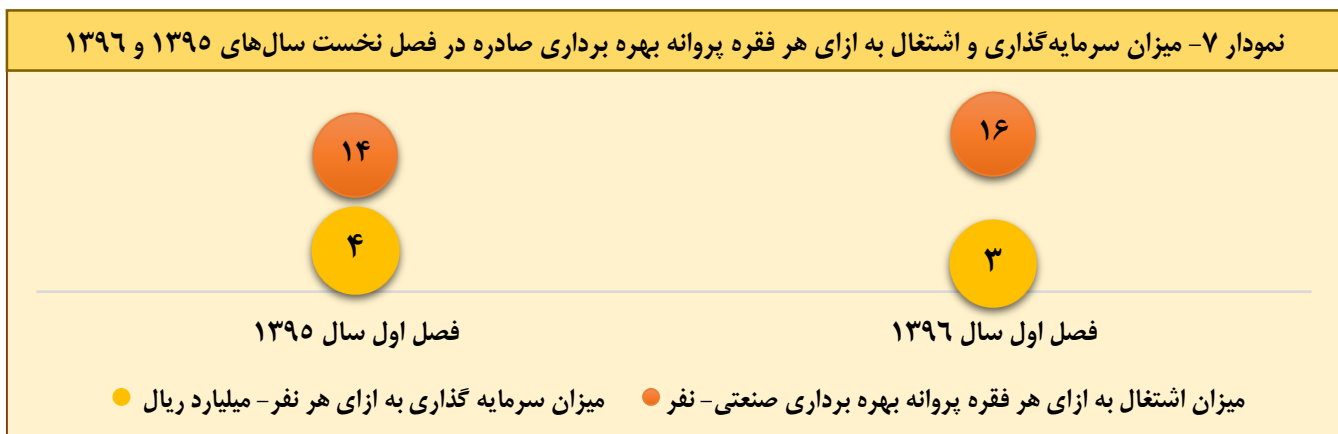 نمودار ۷- میزان سرمایه‌گذاری و اشتغال به ازای هر فقره پروانه بهره برداری صادره در فصل نخست سال‌های ۱۳۹۵ و ۱۳۹۶
۱۴
۱۶
۴
۳
فصل اول سال ۱۳۹۵
فصل اول سال ۱۳۹۶
میزان اشتغال به ازای هر فقره پروانه بهره برداری صنعتی- نفر
میزان سرمایه گذاری به ازای هر نفر- میلیارد ریال